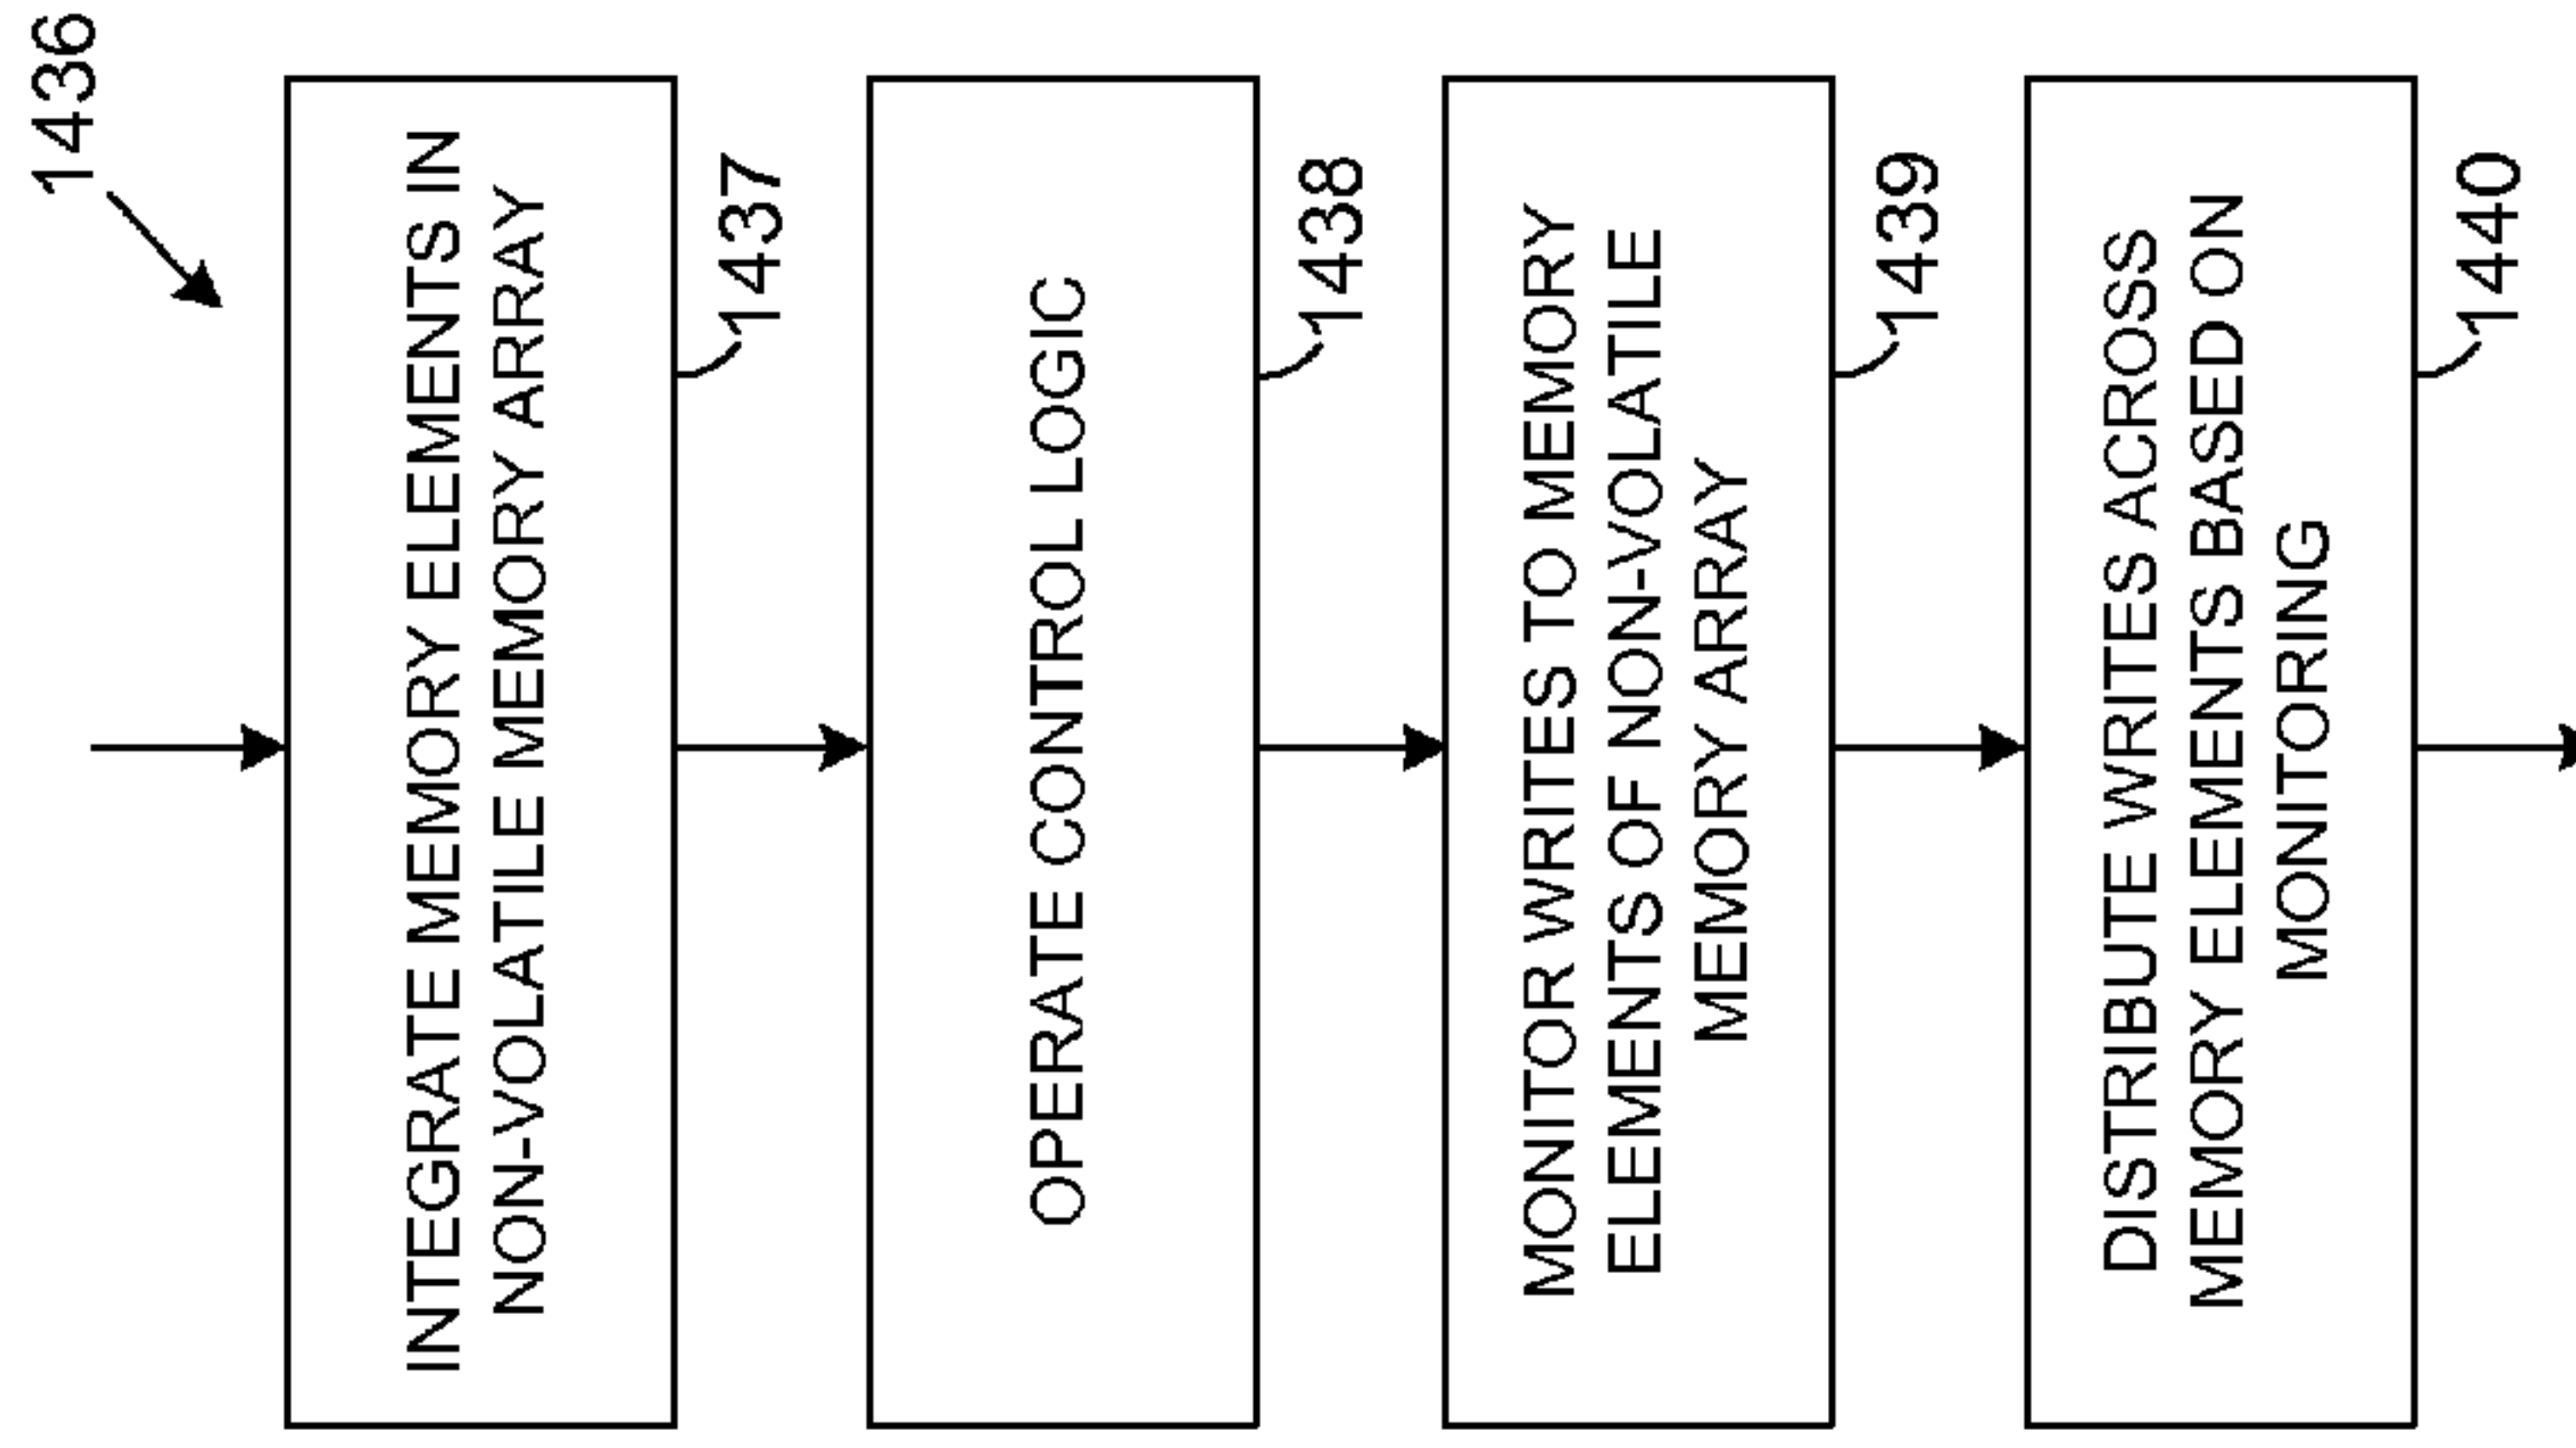 1436
INTEGRATE MEMORY ELEMENTS IN
NON-VOLATILE MEMORY ARRAY
1437
OPERATE CONTROL LOGIC
1438
MONITOR WRITES TO MEMORY
ELEMENTS OF NON-VOLATILE
MEMORY ARRAY
1439
DISTRIBUTE WRITES ACROSS
MEMORY ELEMENTS BASED ON
MONITORING
1440